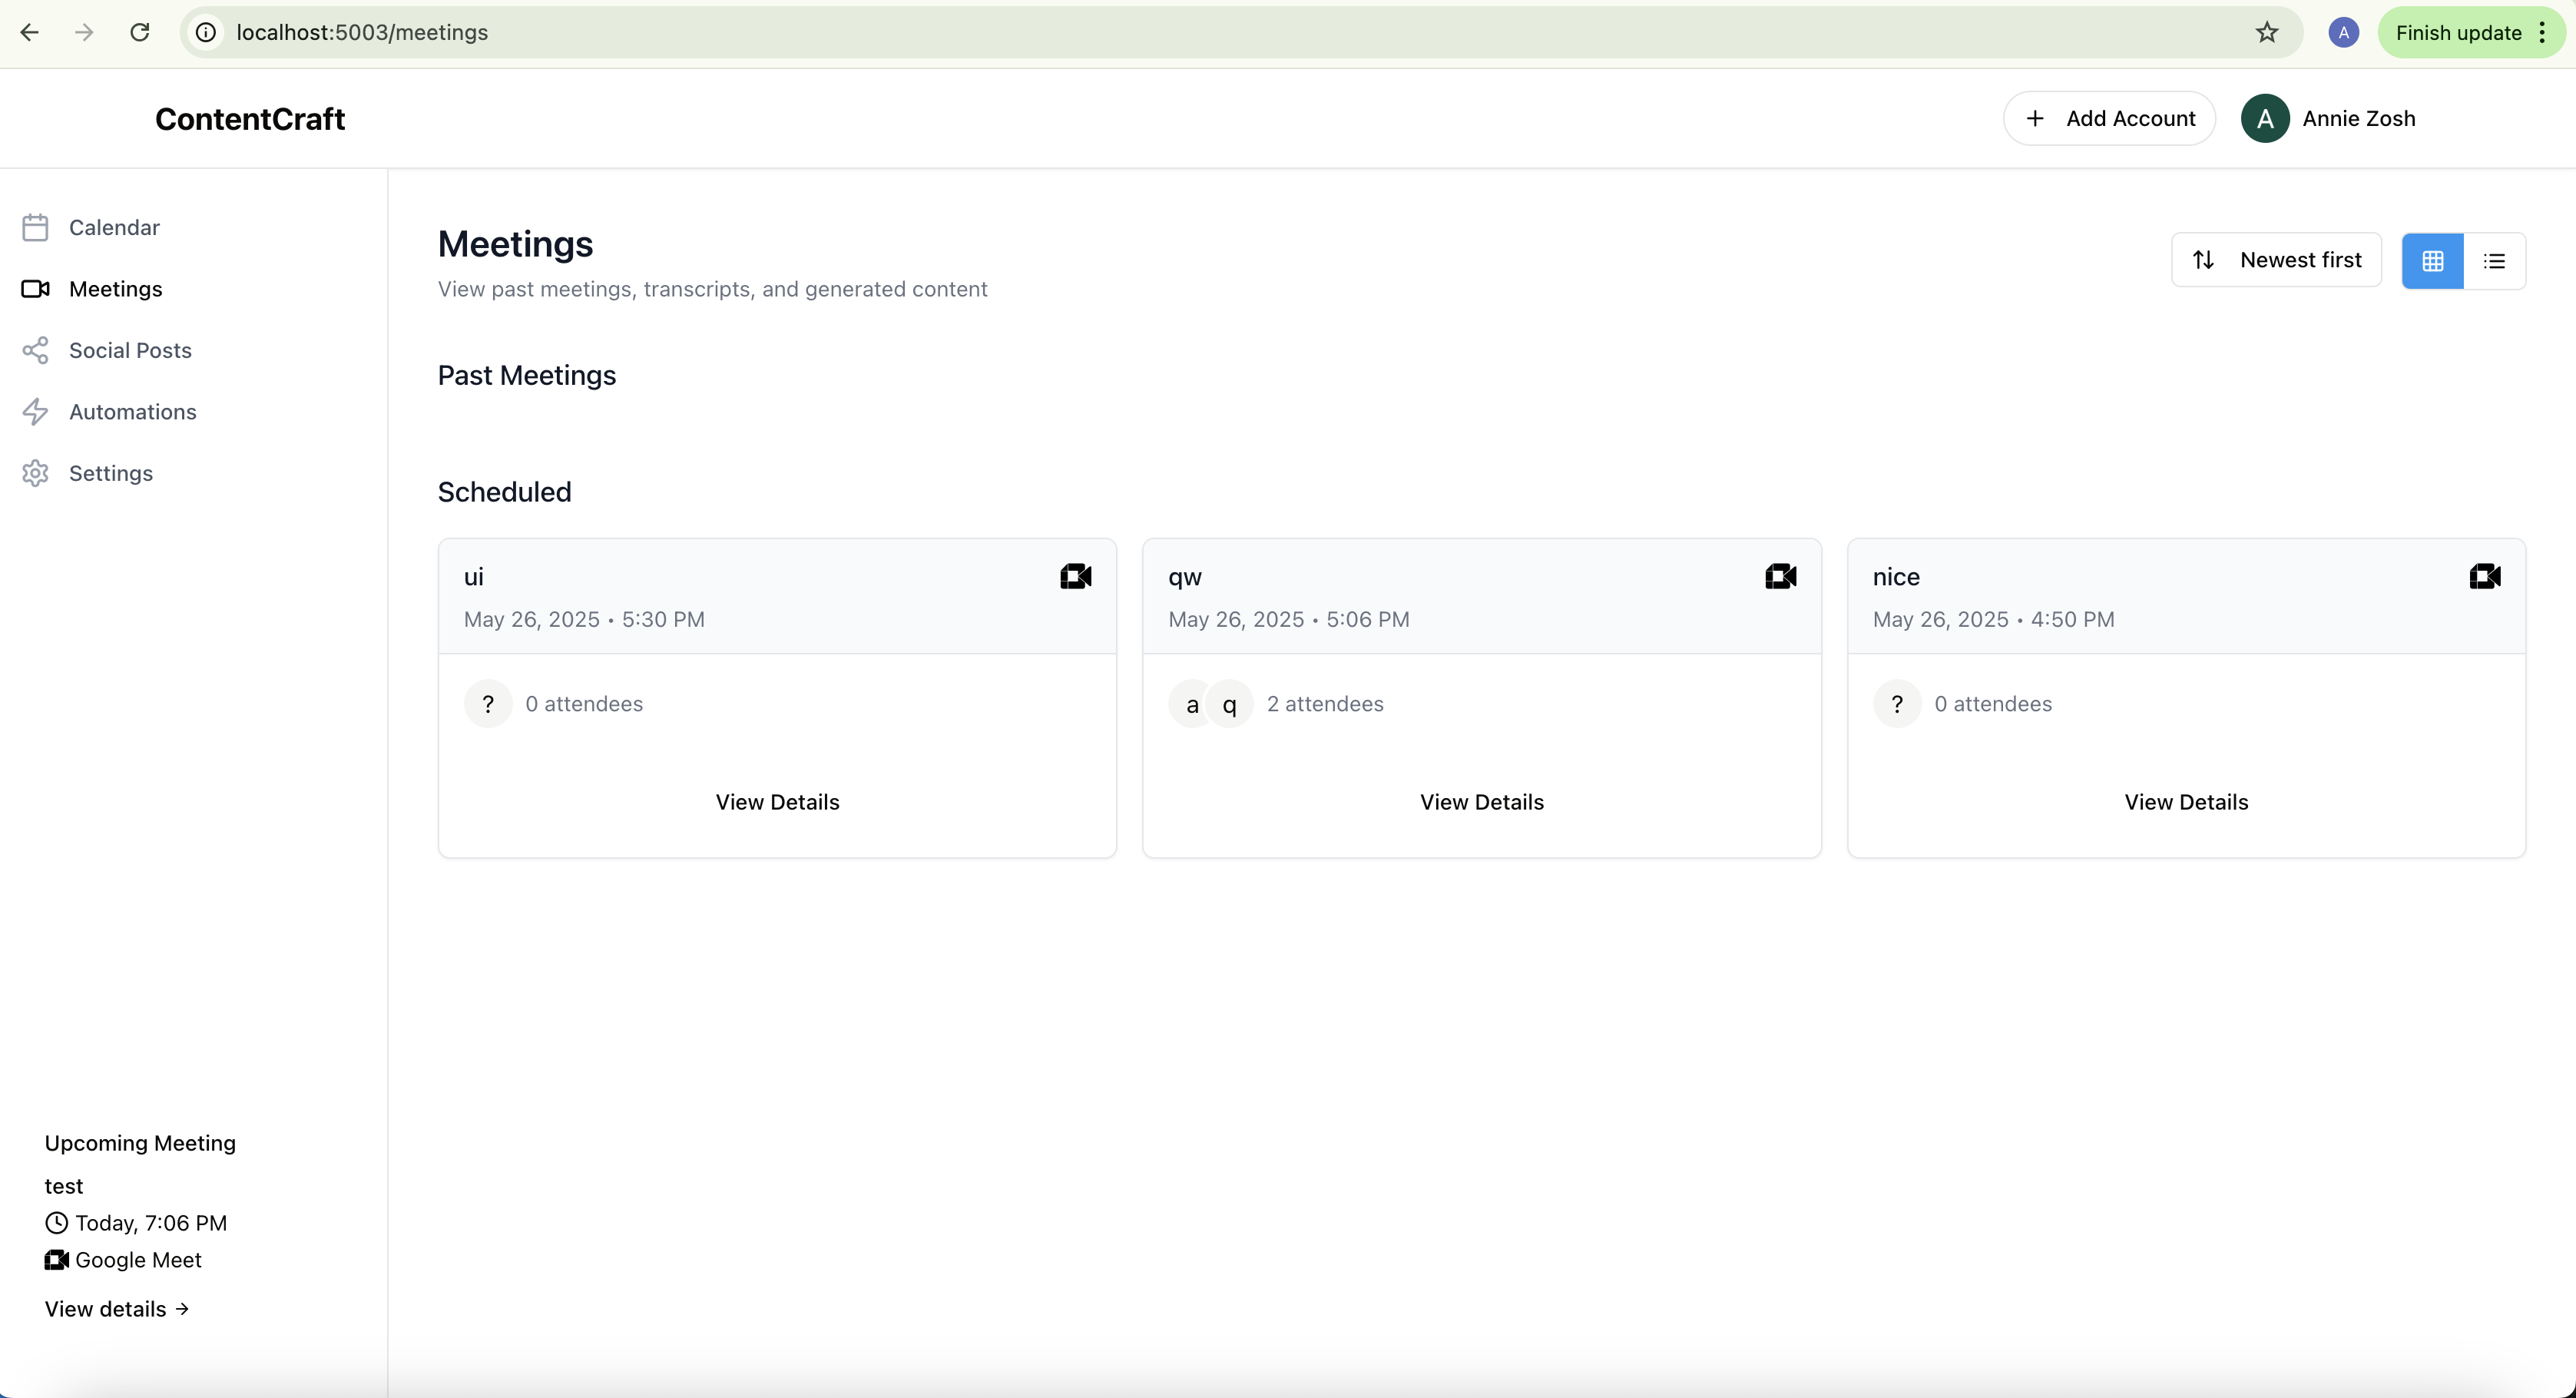 localhost:5003/meetings
A
Finish update
ContentCraft
Add Account
A
Annie Zosh
Calendar
Meetings
Social Posts
Automations
Settings
Meetings
View past meetings, transcripts, and generated content
Newest first
Past Meetings
Scheduled
ui
May 26, 2025 • 5:30 PM
? 0 attendees
View Details
qw
May 26, 2025 • 5:06 PM
a q 2 attendees
View Details
nice
May 26, 2025 • 4:50 PM
? 0 attendees
View Details
Upcoming Meeting
test
Today, 7:06 PM
Google Meet
View details →